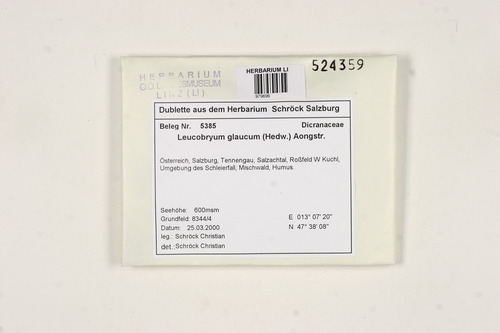 524359
HERBARIUM LI
HERBARIUM
LINZ (LI)
Dublette aus dem Herbarium Schröck Salzburg
Beleg Nr. 5385 Dicranaceae
Leucobryum glaucum (Hedw.) Aongstr.
Österreich, Salzburg, Tennengau, Salzachtal, Roßfeld W Kuchl,
Umgebung des Schleierfall, Mischwald, Humus.
Seehöhe: 600msm E 013° 07' 20"
Grundfeld: 8344/4 N 47° 38' 08"
Datum: 25.03.2000
leg.: Schröck Christian
det.: Schröck Christian